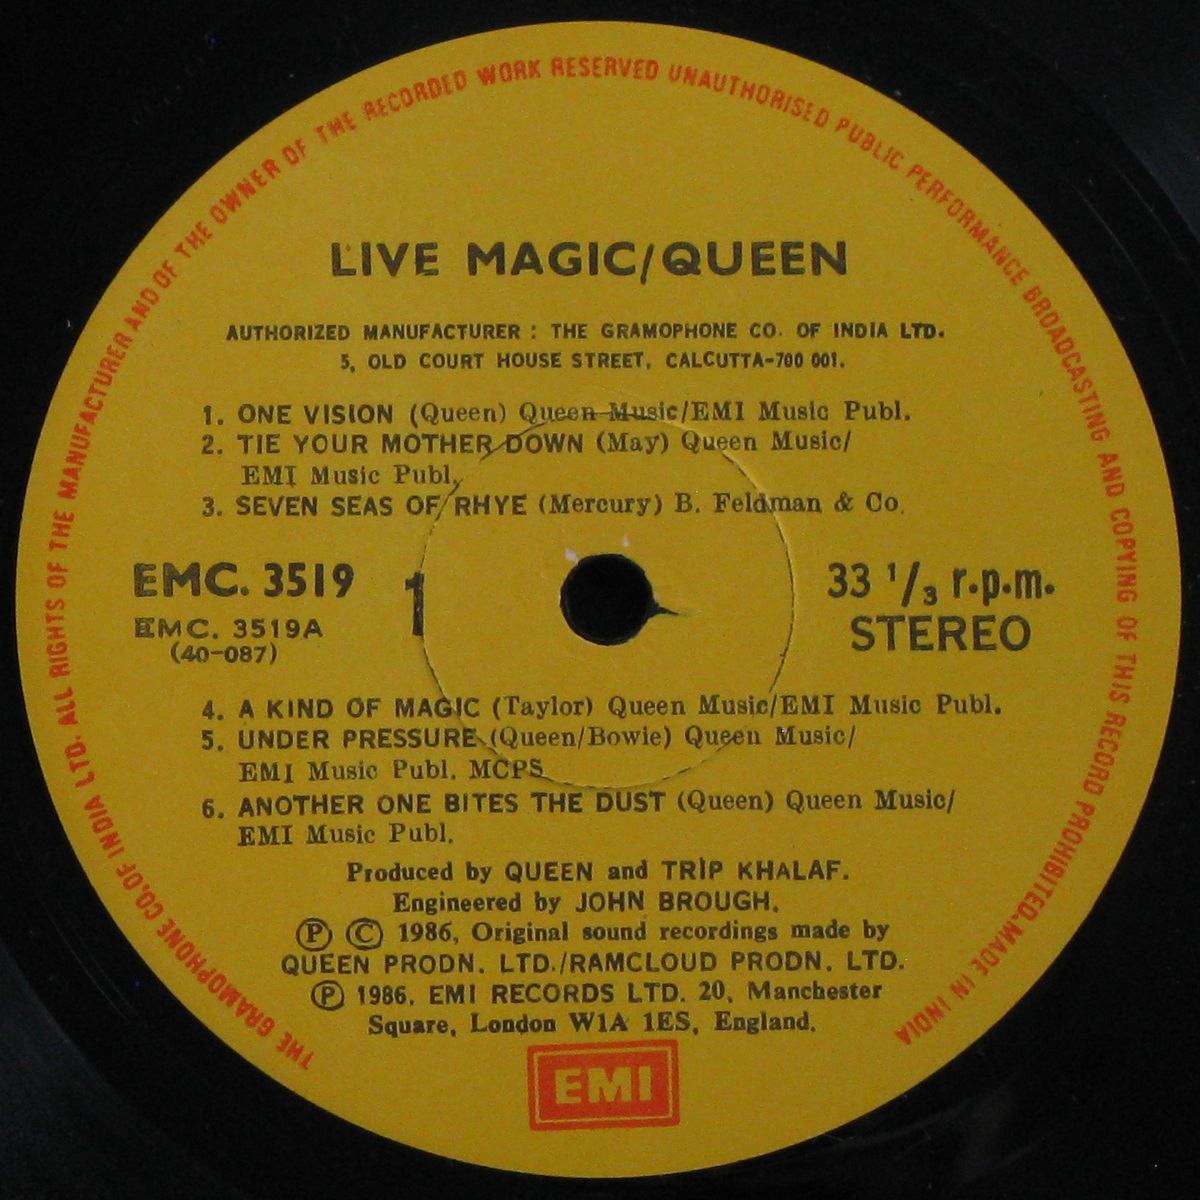 THE GRAMOPHONE CO. OF INDIA LTD. ALL RIGHTS OF THE MANUFACTURER AND OF THE OWNER OF THE RECORDED WORK RESERVED UNAUTHORISED PUBLIC PERFORMANCE BROADCASTING AND COPYING OF THIS RECORD PROHIBITED. MADE IN INDIA
LIVE MAGIC/QUEEN
AUTHORIZED MANUFACTURER : THE GRAMOPHONE CO. OF INDIA LTD.
5, OLD COURT HOUSE STREET, CALCUTTA-700 001.
1. ONE VISION (Queen) Queen Music/EMI Music Publ.
2. TIE YOUR MOTHER DOWN (May) Queen Music/
EMI Music Publ.
3. SEVEN SEAS OF RHYE (Mercury) B. Feldman & Co.
EMC. 3519 1 33 1/3 r.p.m.
EMC. 3519A STEREO
(40-087)
4. A KIND OF MAGIC (Taylor) Queen Music/EMI Music Publ.
5. UNDER PRESSURE (Queen/Bowie) Queen Music/
EMI Music Publ. MCPS
6. ANOTHER ONE BITES THE DUST (Queen) Queen Music/
EMI Music Publ.
Produced by QUEEN and TRIP KHALAF.
Engineered by JOHN BROUGH.
Ⓟ © 1986, Original sound recordings made by
QUEEN PRODN. LTD./RAMCLOUD PRODN. LTD.
Ⓟ 1986. EMI RECORDS LTD. 20, Manchester
Square, London W1A 1ES, England.
EMI